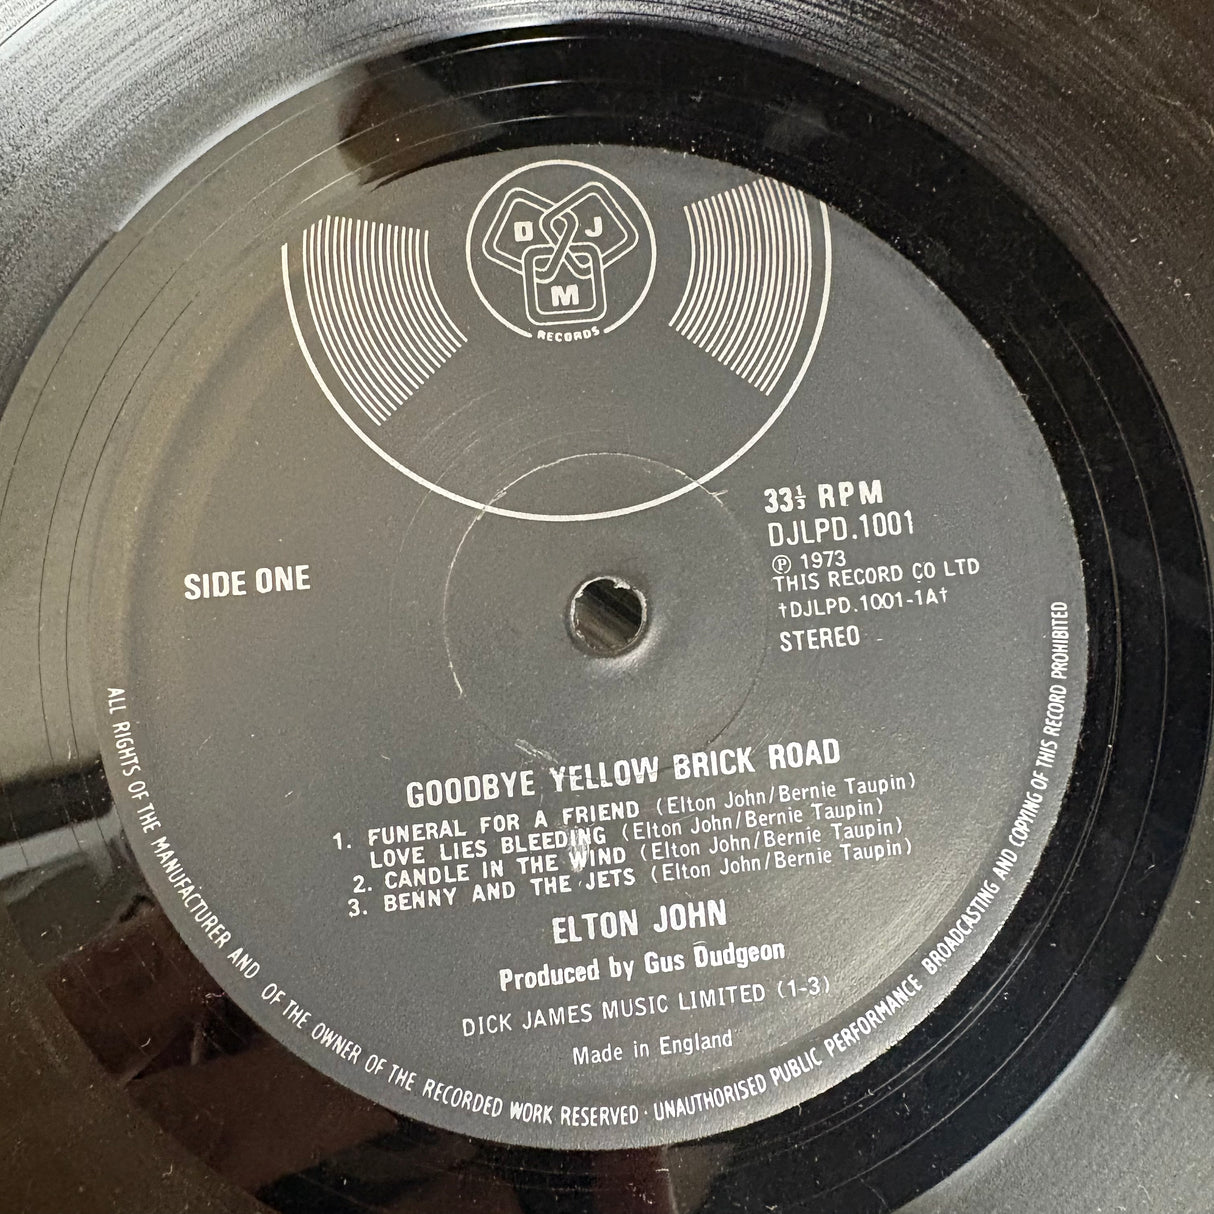 D J
M
RECORDS
33⅓ RPM
DJLPD.1001
℗ 1973
THIS RECORD CO LTD
†DJLPD.1001-1A†
STEREO
SIDE ONE
GOODBYE YELLOW BRICK ROAD
1. FUNERAL FOR A FRIEND (Elton John/Bernie Taupin)
LOVE LIES BLEEDING (Elton John/Bernie Taupin)
2. CANDLE IN THE WIND (Elton John/Bernie Taupin)
3. BENNY AND THE JETS (Elton John/Bernie Taupin)
ELTON JOHN
Produced by Gus Dudgeon
DICK JAMES MUSIC LIMITED (1-3)
Made in England
ALL RIGHTS OF THE MANUFACTURER AND OF THE OWNER OF THE RECORDED WORK RESERVED · UNAUTHORISED PUBLIC PERFORMANCE BROADCASTING AND COPYING OF THIS RECORD PROHIBITED